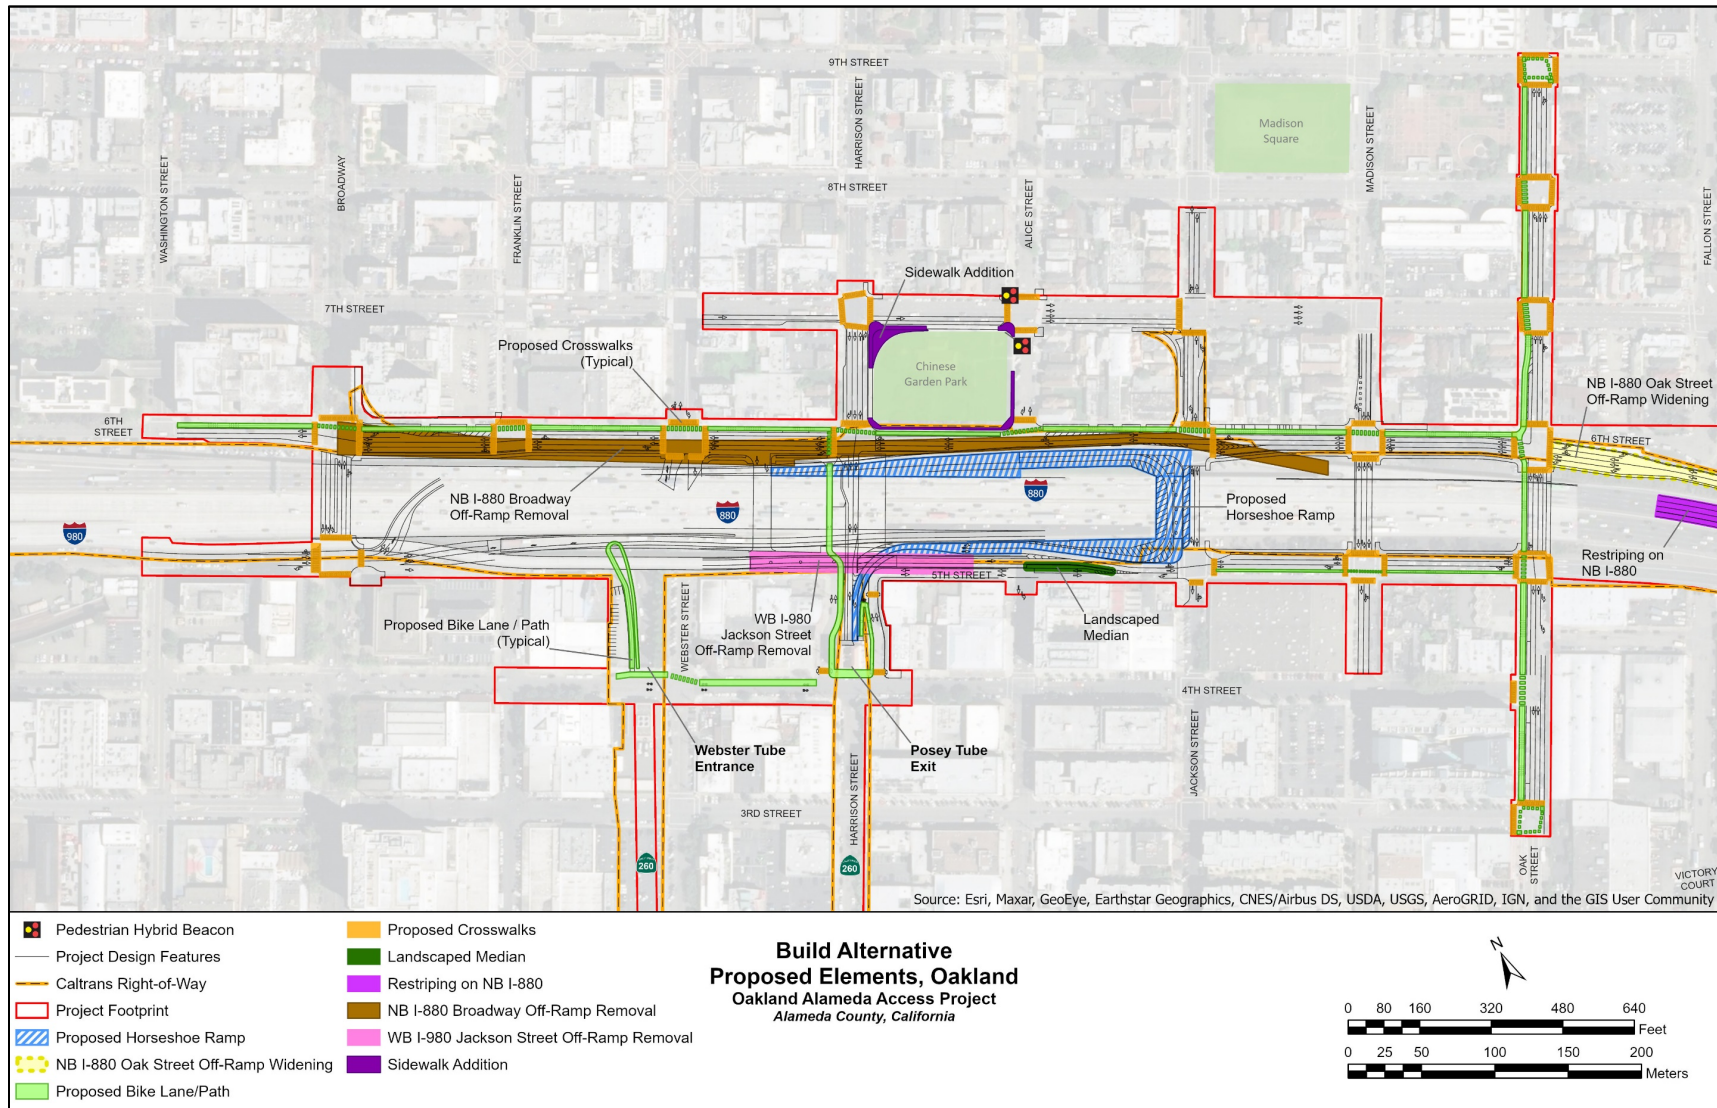 9TH STREET
HARRISON STREET
MADISON STREET
Madison
Square
WASHINGTON STREET
BROADWAY
FRANKLIN STREET
8TH STREET
ALICE STREET
FALLON STREET
Sidewalk Addition
7TH STREET
Proposed Crosswalks
(Typical)
Chinese
Garden Park
NB I-880 Oak Street
Off-Ramp Widening
6TH
STREET
6TH STREET
NB I-880 Broadway
Off-Ramp Removal
880
880
Proposed
Horseshoe Ramp
980
Restriping on
NB I-880
5TH STREET
WEBSTER STREET
Proposed Bike Lane / Path
(Typical)
WB I-980
Jackson Street
Off-Ramp Removal
Landscaped
Median
4TH STREET
JACKSON STREET
Webster Tube
Entrance
Posey Tube
Exit
HARRISON STREET
3RD STREET
260
260
OAK
STREET
VICTORY
COURT
Source: Esri, Maxar, GeoEye, Earthstar Geographics, CNES/Airbus DS, USDA, USGS, AeroGRID, IGN, and the GIS User Community
Pedestrian Hybrid Beacon
Project Design Features
Caltrans Right-of-Way
Project Footprint
Proposed Horseshoe Ramp
NB I-880 Oak Street Off-Ramp Widening
Proposed Bike Lane/Path
Proposed Crosswalks
Landscaped Median
Restriping on NB I-880
NB I-880 Broadway Off-Ramp Removal
WB I-980 Jackson Street Off-Ramp Removal
Sidewalk Addition
Build Alternative
Proposed Elements, Oakland
Oakland Alameda Access Project
Alameda County, California
N
0 80 160 320 480 640
Feet
0 25 50 100 150 200
Meters